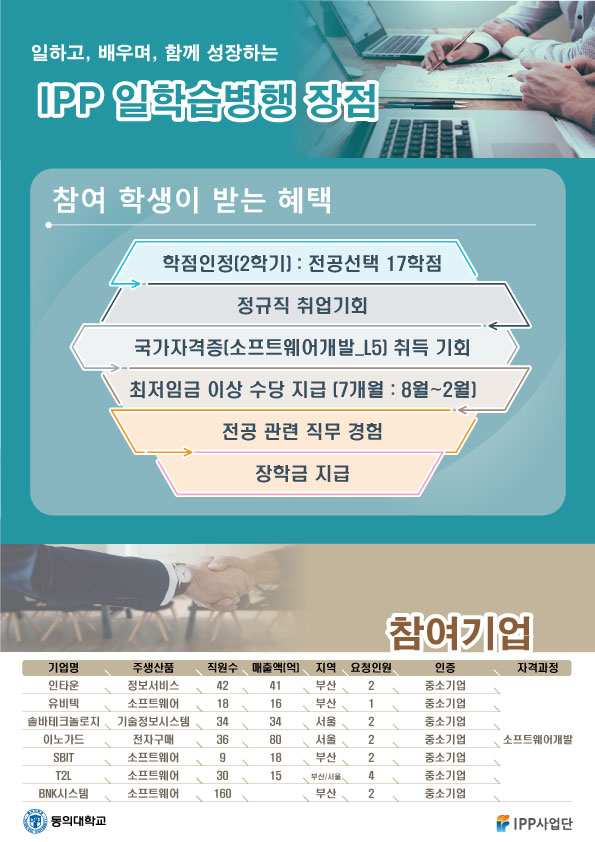 일하고, 배우며, 함께 성장하는
IPP 일학습병행 장점
참여 학생이 받는 혜택
학점인정(2학기) : 전공선택 17학점
정규직 취업기회
국가자격증(소프트웨어개발_L5) 취득 기회
최저임금 이상 수당 지급 (7개월 : 8월~2월)
전공 관련 직무 경험
장학금 지급
참여기업
기업명 주생산품 직원수 매출액(억) 지역 요청인원 인증 자격과정
인타운 정보서비스 42 41 부산 2 중소기업
유비텍 소프트웨어 18 16 부산 1 중소기업
솔바테크놀로지 기술정보시스템 34 34 서울 2 중소기업
이노가드 전자구매 36 80 서울 2 중소기업 소프트웨어개발
SBIT 소프트웨어 9 18 부산 2 중소기업
T2L 소프트웨어 30 15 부산/서울 4 중소기업
BNK시스템 소프트웨어 160 부산 2 중소기업
동의대학교
IPP사업단